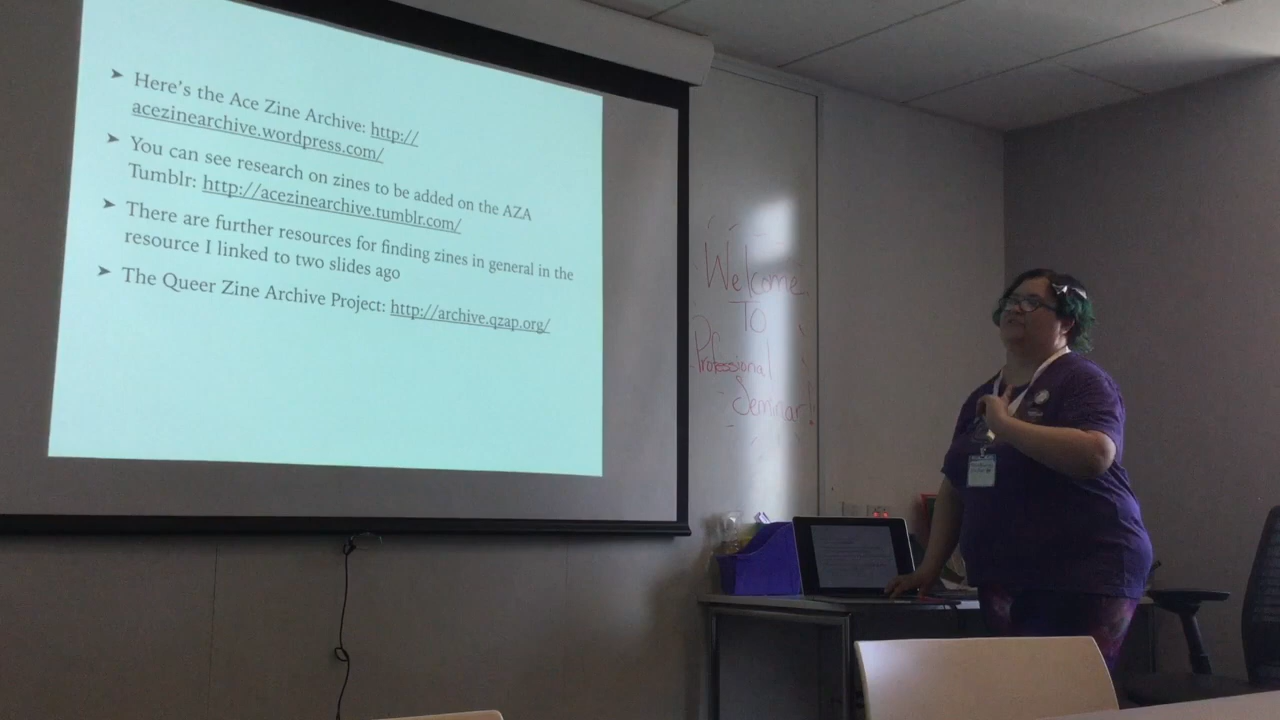 ➤ Here's the Ace Zine Archive: http://
acezinearchive.wordpress.com/
➤ You can see research on zines to be added on the AZA
Tumblr: http://acezinearchive.tumblr.com/
➤ There are further resources for finding zines in general in the
resource I linked to two slides ago
➤ The Queer Zine Archive Project: http://archive.qzap.org/
Welcome
TO
Professional
Seminar!